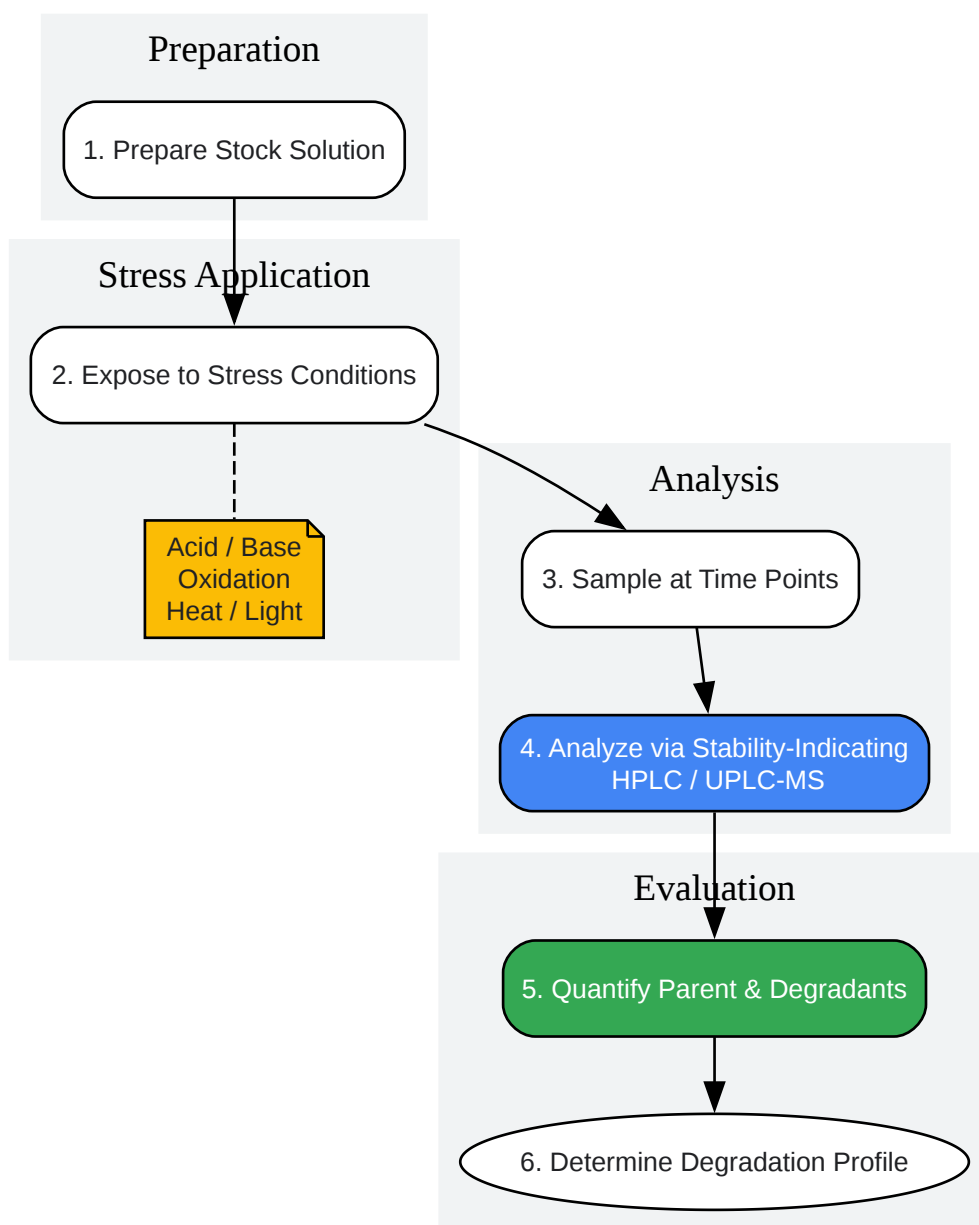 Preparation
1. Prepare Stock Solution
Stress Application
2. Expose to Stress Conditions
Acid / Base
Oxidation
Heat / Light
Analysis
3. Sample at Time Points
4. Analyze via Stability-Indicating
HPLC / UPLC-MS
Evaluation
5. Quantify Parent & Degradants
6. Determine Degradation Profile